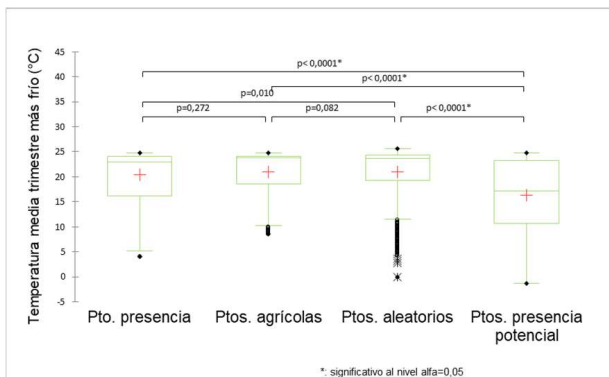 Temperatura media trimestre más frío (°C)
45
40
35
30
25
20
15
10
5
0
-5
p< 0,0001*
p< 0,0001*
p=0,010
p=0,272
p=0,082
p<0,0001*
Pto. presencia
Ptos. agrícolas
Ptos. aleatorios
Ptos. presencia
potencial
*: significativo al nivel alfa=0,05